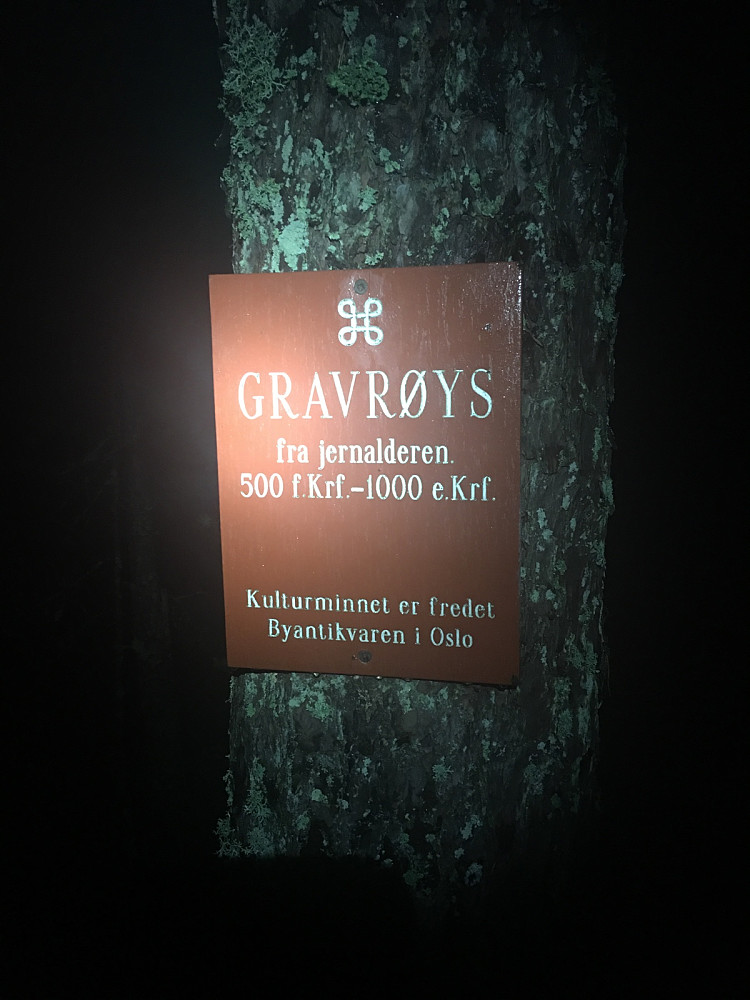 GRAVRØYS
fra jernalderen.
500 f.Krf.-1000 e.Krf.
Kulturminnet er fredet
Byantikvaren i Oslo